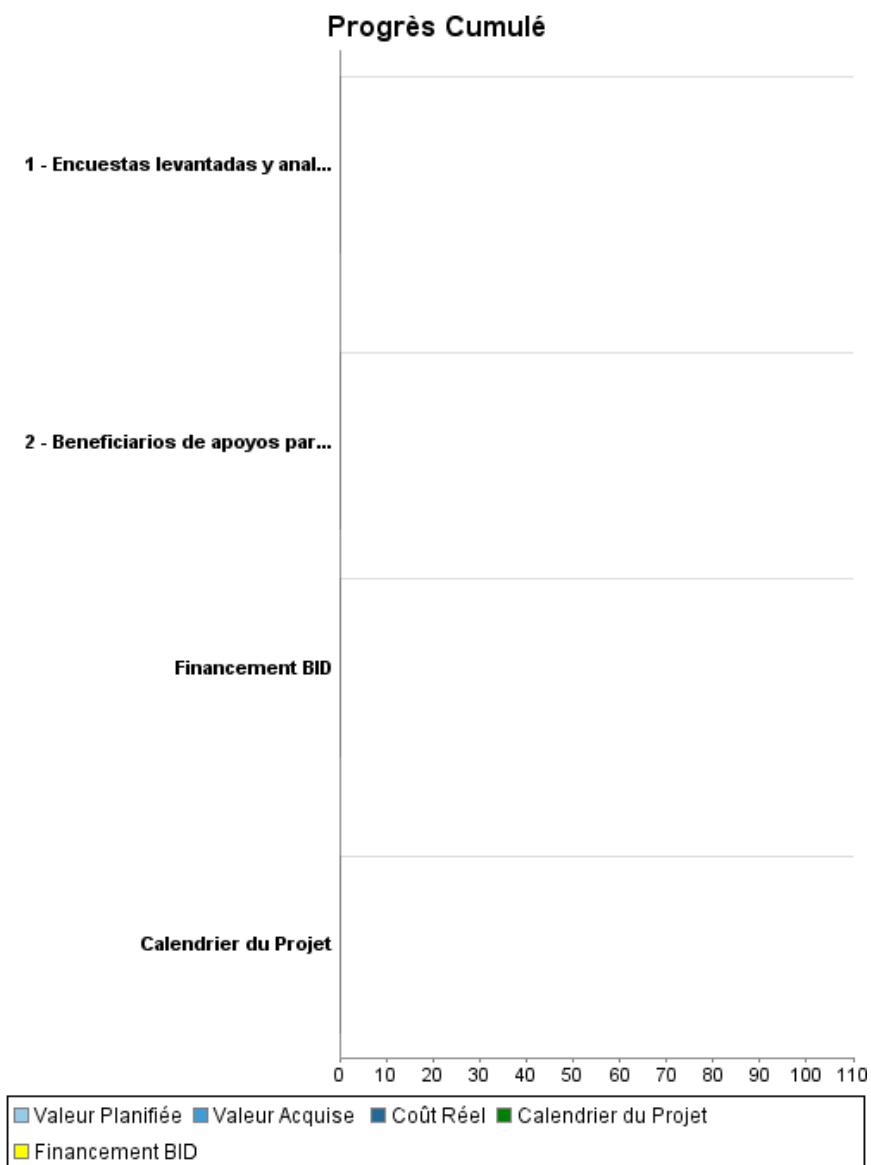 Progrès Cumulé
1 - Encuestas levantadas y anal...
2 - Beneficiarios de apoyos par...
Financement BID
Calendrier du Projet
0 10 20 30 40 50 60 70 80 90 100 110
Valeur Planifiée Valeur Acquise Coût Réel Calendrier du Projet
Financement BID